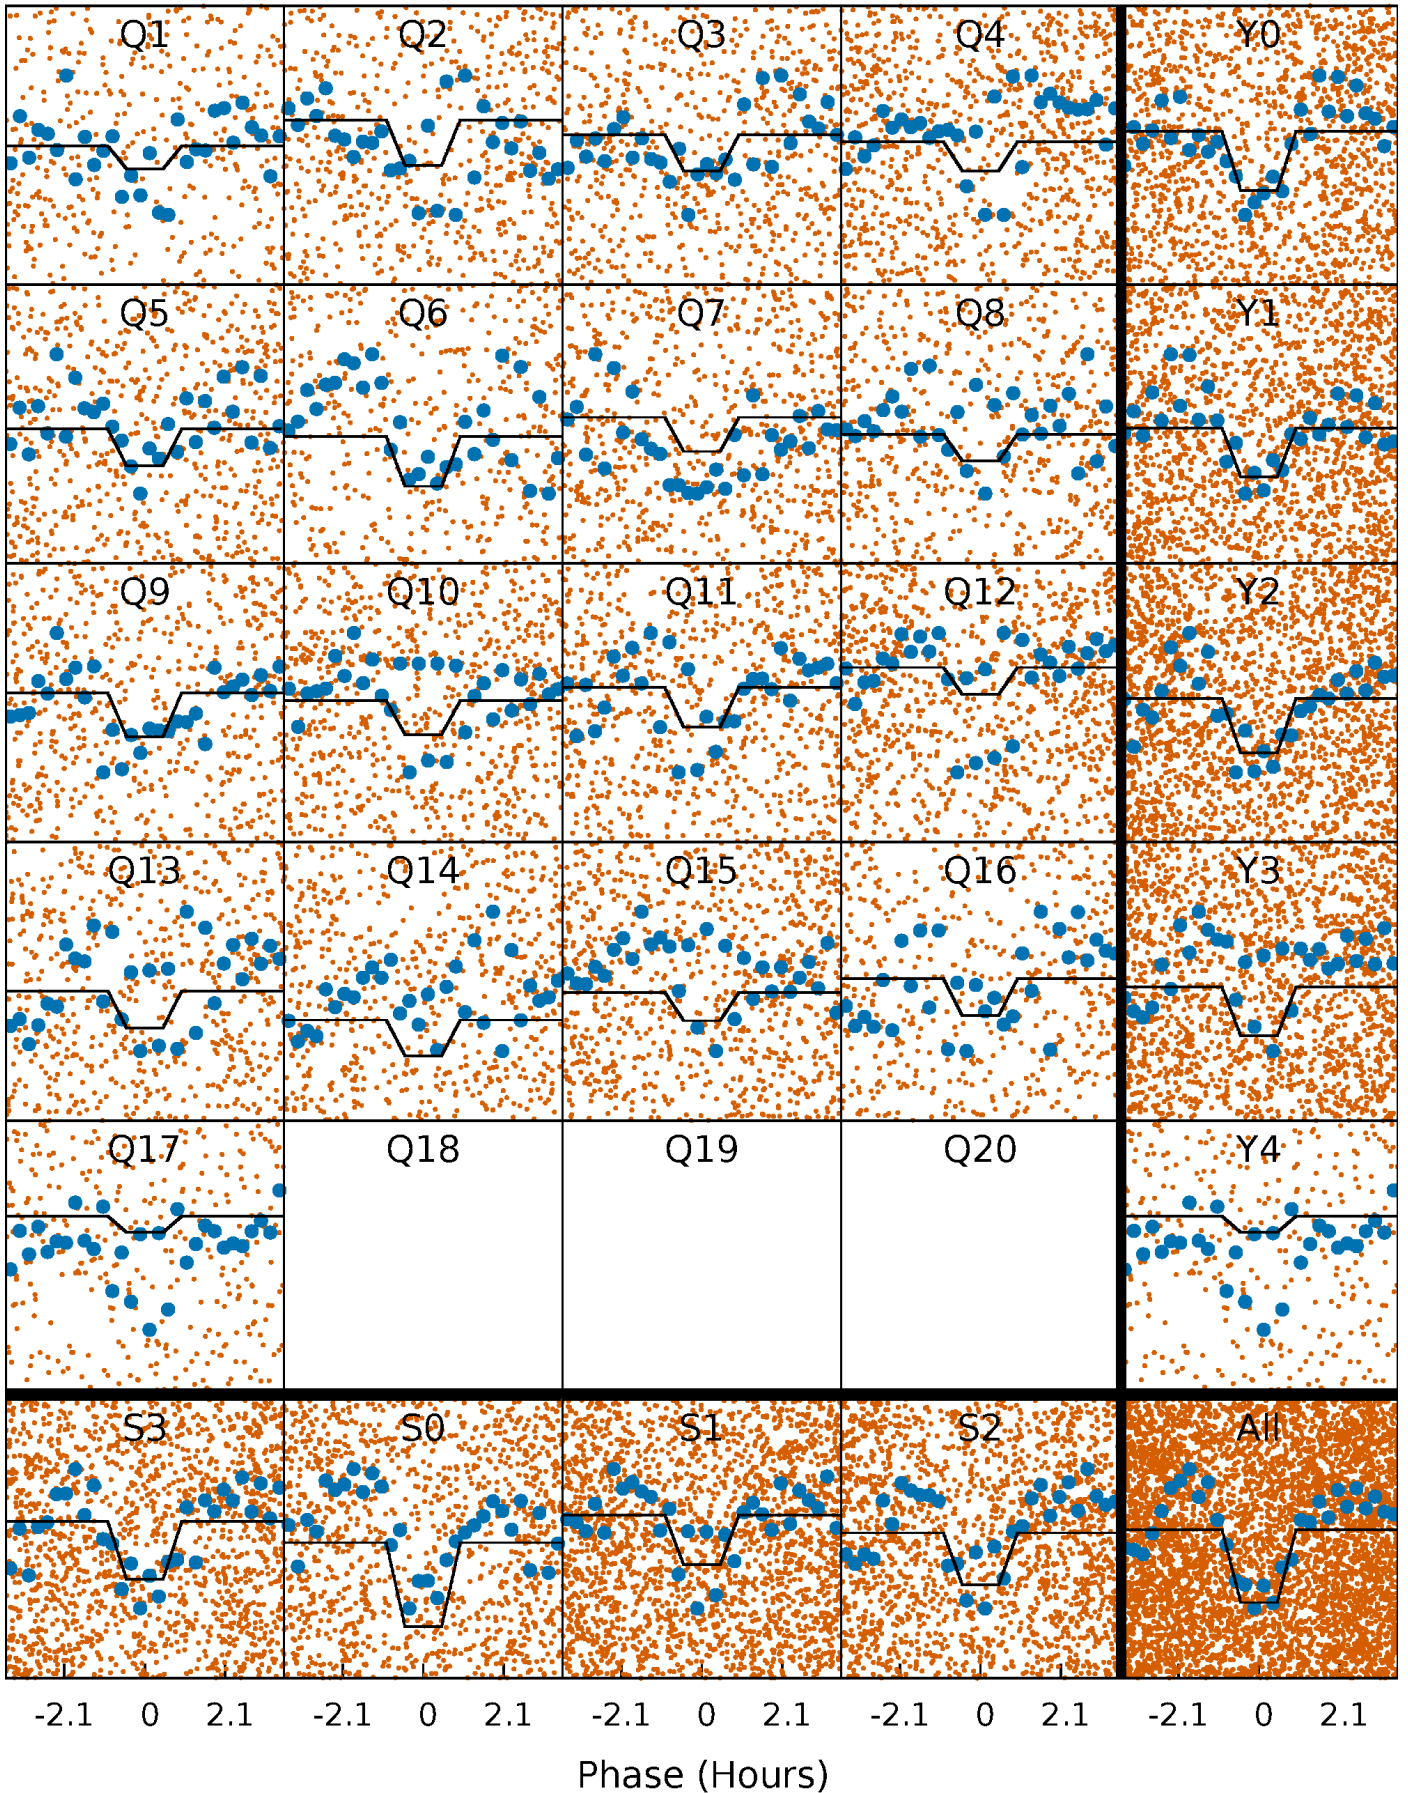 Q1 Q2 Q3 Q4 Y0
Q5 Q6 Q7 Q8 Y1
Q9 Q10 Q11 Q12 Y2
Q13 Q14 Q15 Q16 Y3
Q17 Q18 Q19 Q20 Y4
S3 S0 S1 S2 All
-2.1 0 2.1 -2.1 0 2.1 -2.1 0 2.1 -2.1 0 2.1 -2.1 0 2.1
Phase (Hours)